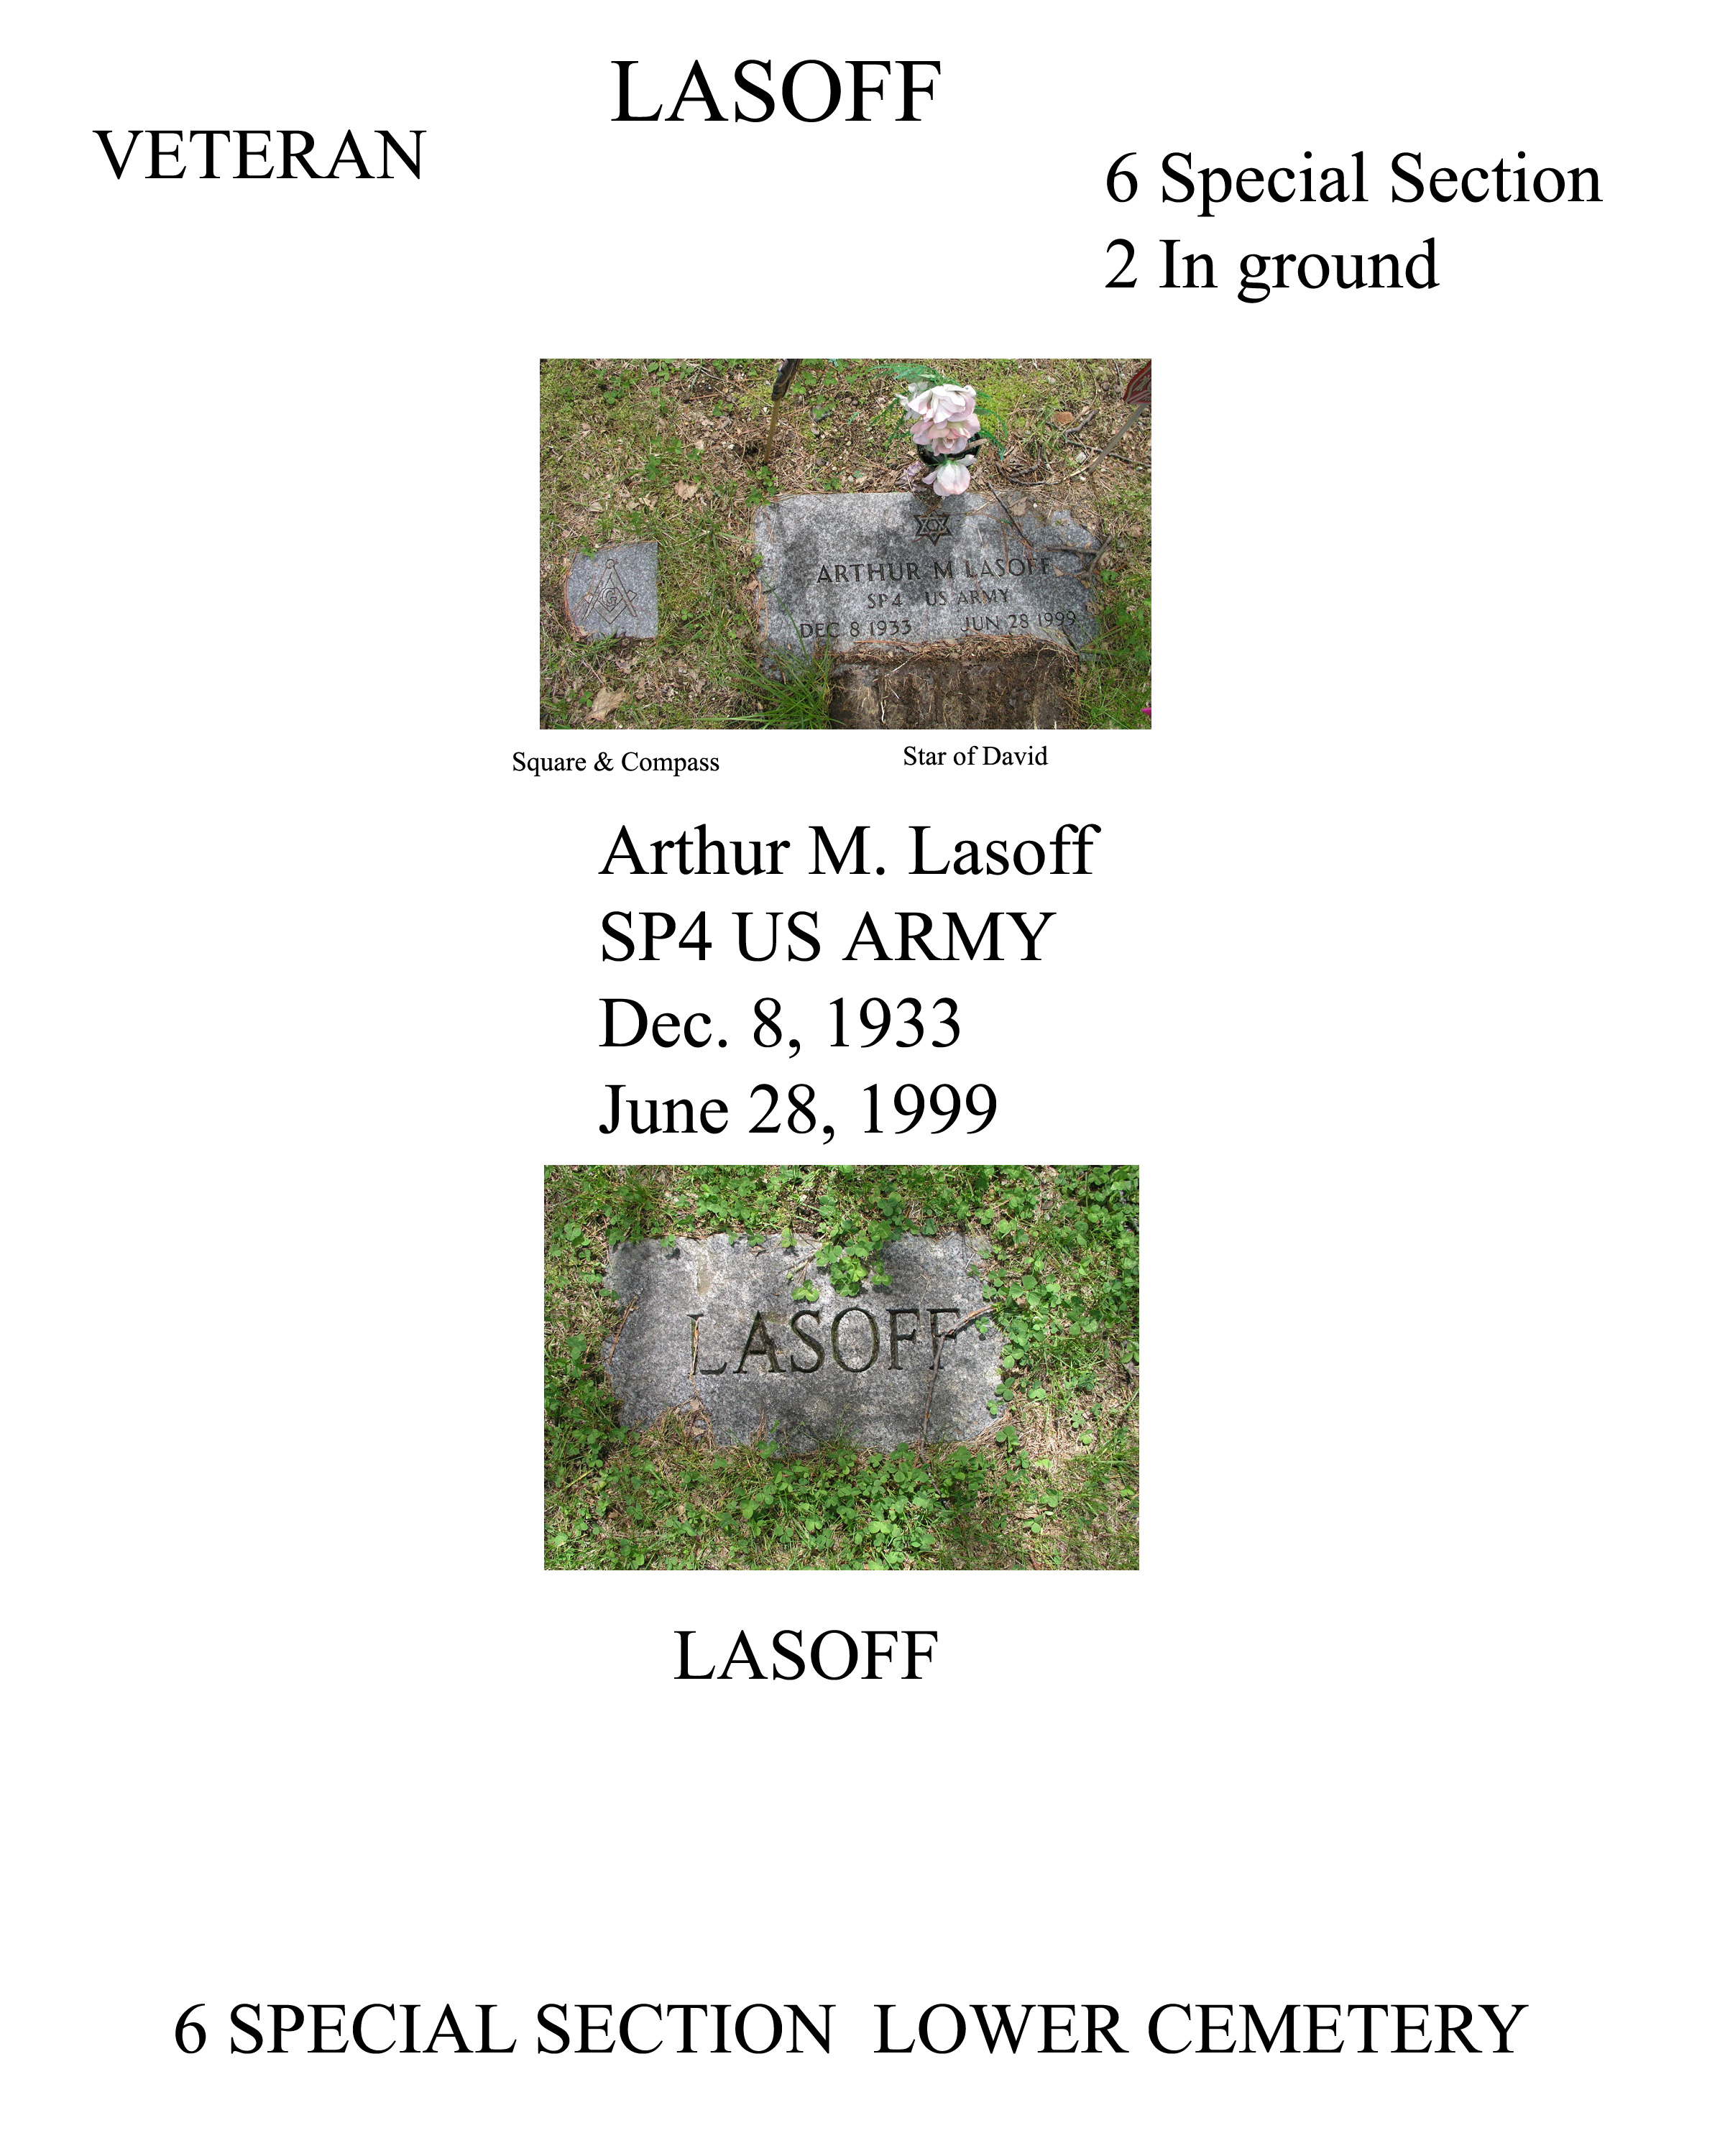 LASOFF
VETERAN
6 Special Section
2 In ground
ARTHUR M LASOFF
SP4 US ARMY
DEC 8 1933 JUN 28 1999
G
Square & Compass
Star of David
Arthur M. Lasoff
SP4 US ARMY
Dec. 8, 1933
June 28, 1999
LASOFF
LASOFF
6 SPECIAL SECTION LOWER CEMETERY